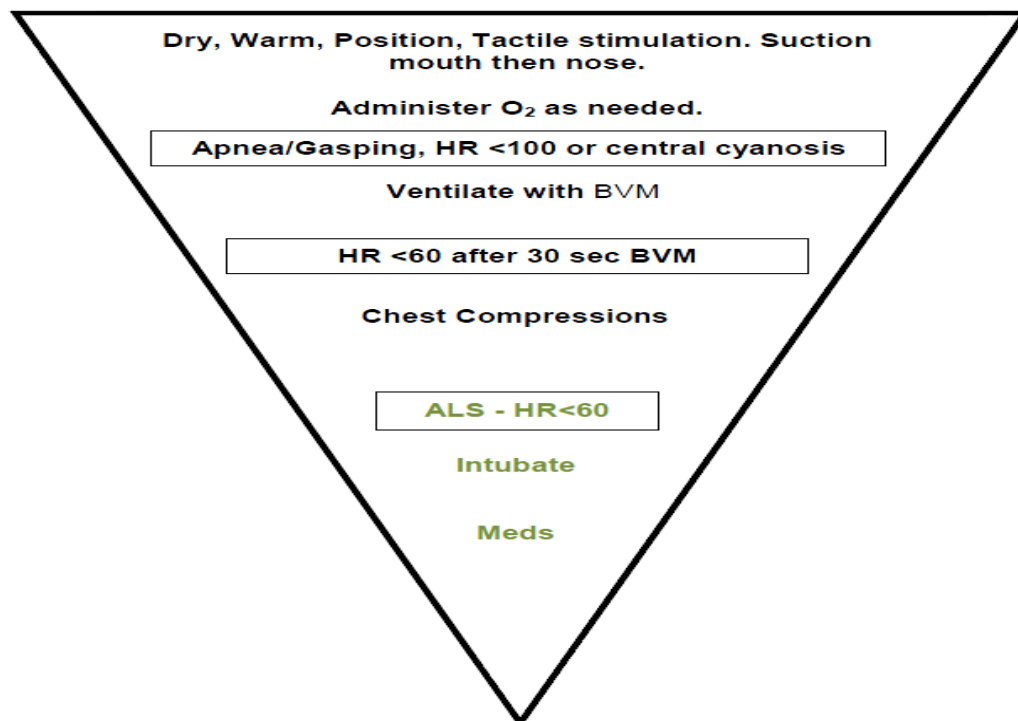 Dry, Warm, Position, Tactile stimulation. Suction
mouth then nose.
Administer O₂ as needed.
Apnea/Gasping, HR <100 or central cyanosis
Ventilate with BVM
HR <60 after 30 sec BVM
Chest Compressions
ALS - HR<60
Intubate
Meds